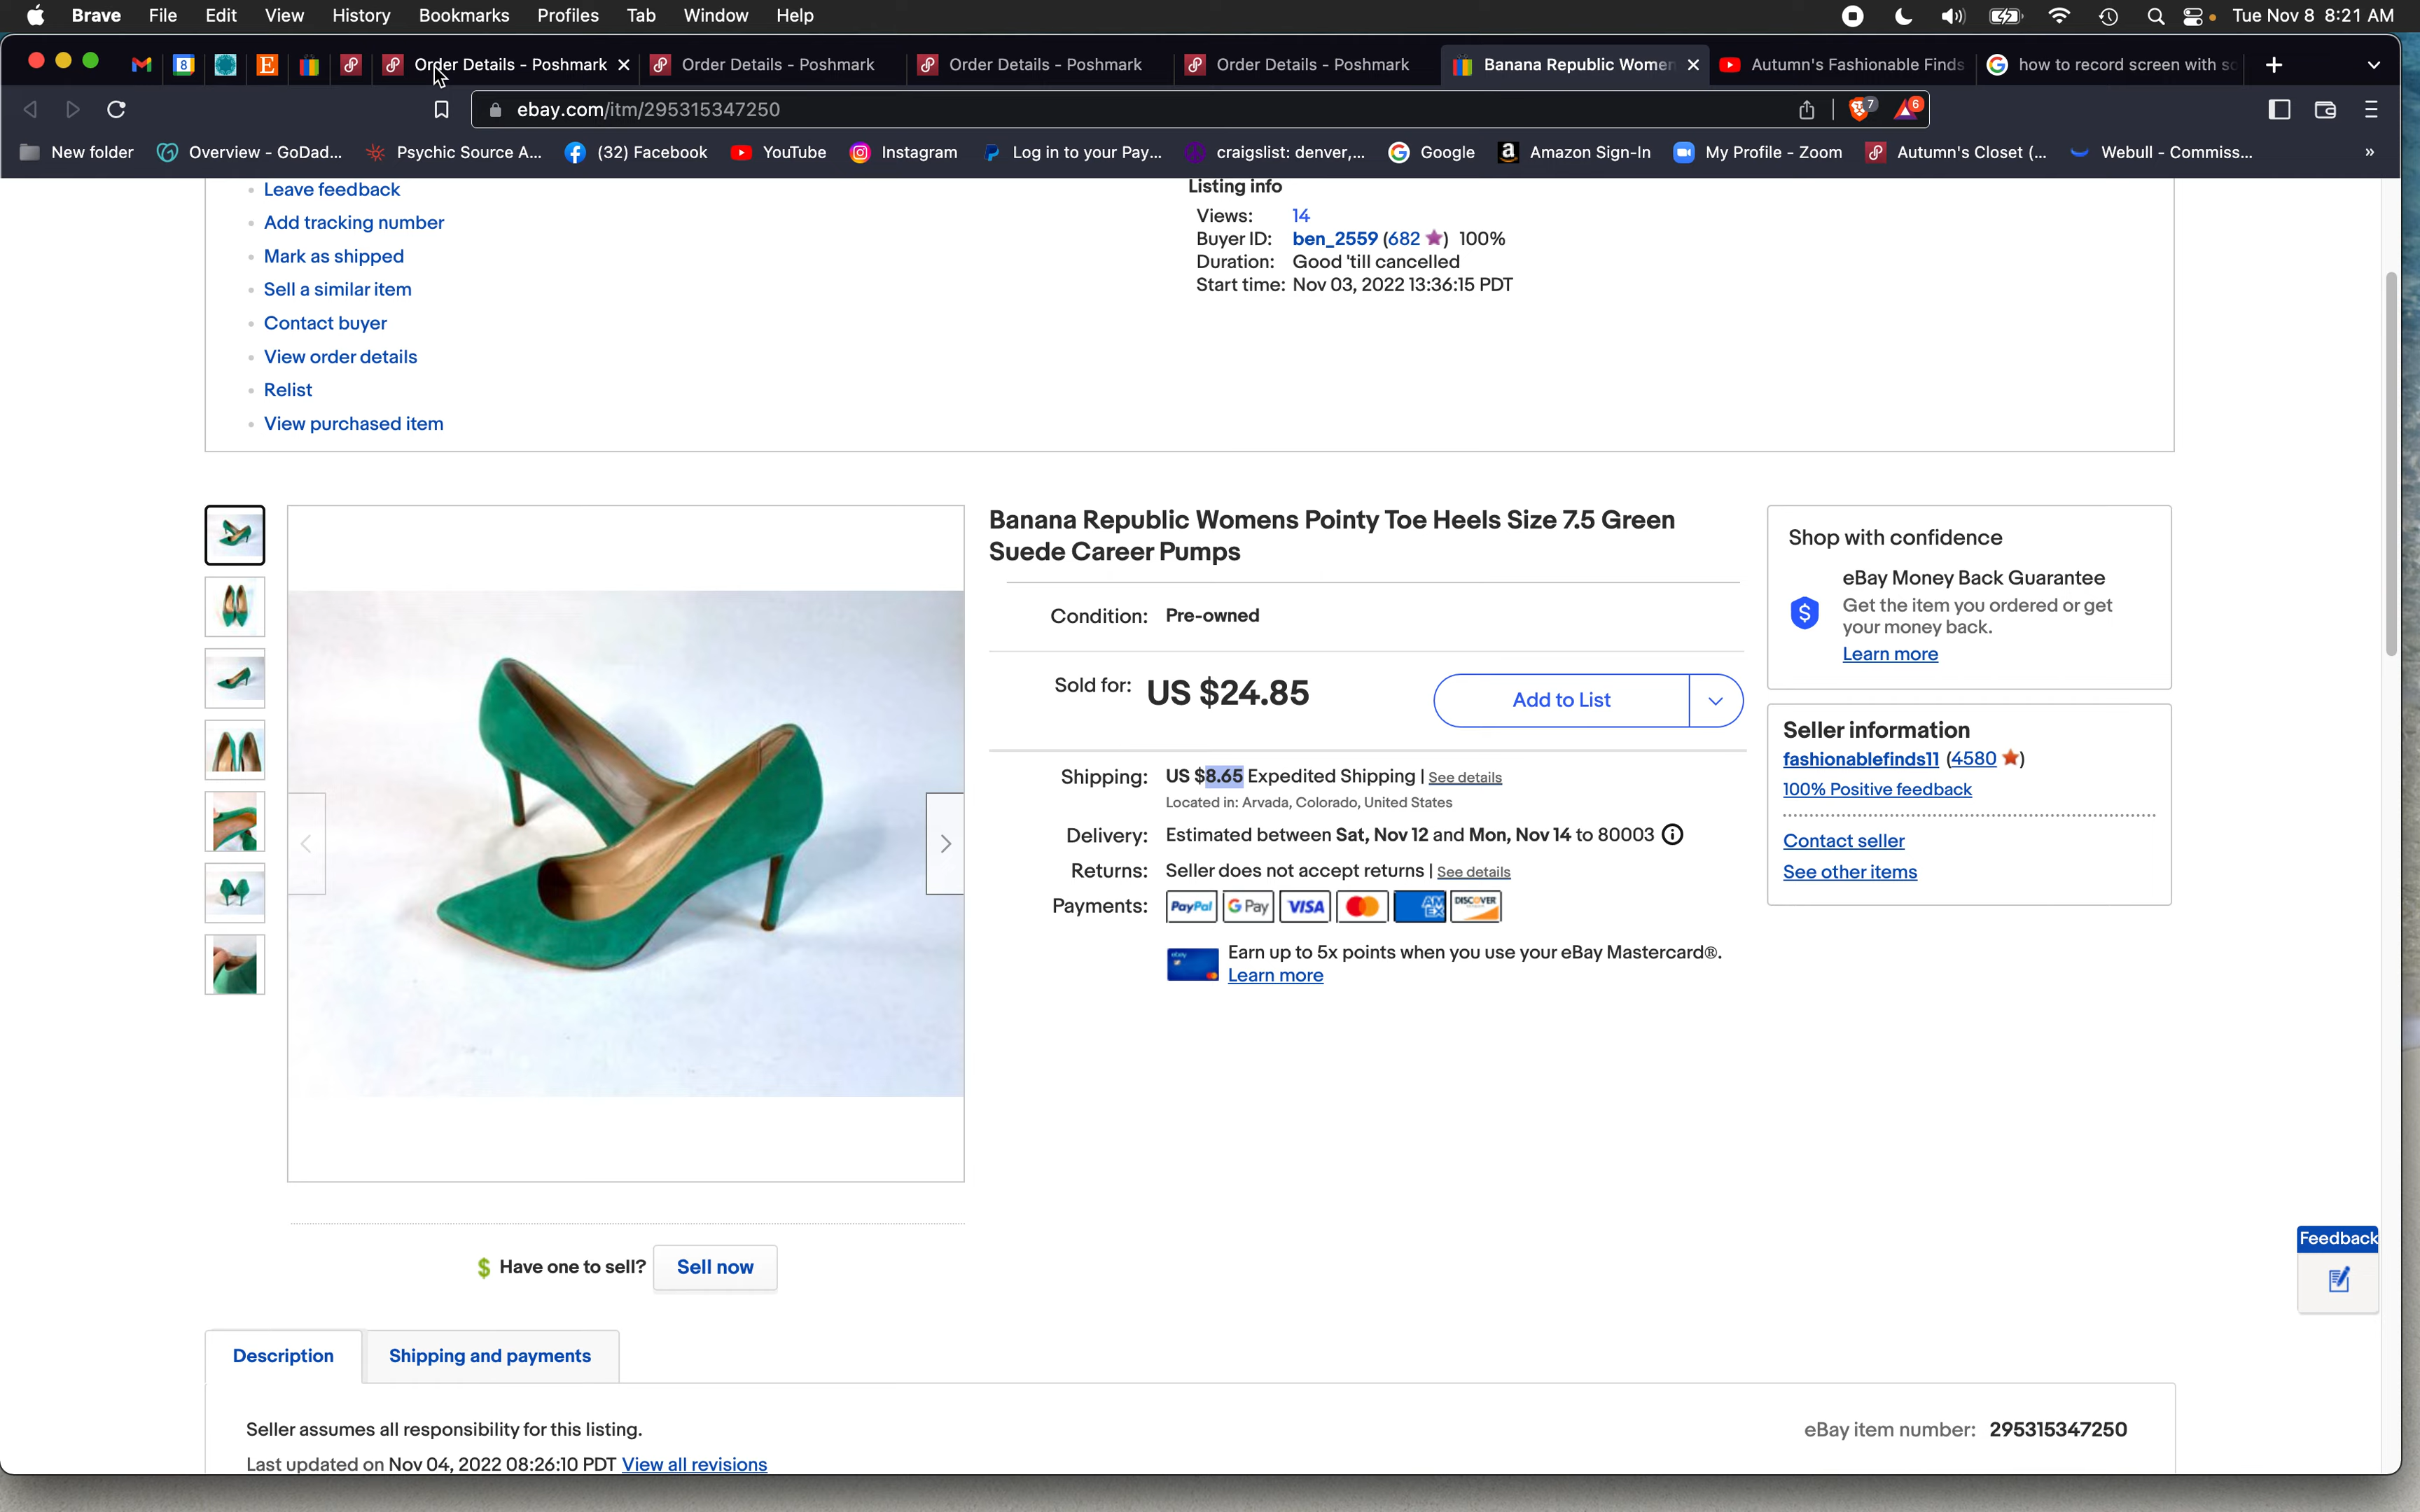 Brave File Edit View History Bookmarks Profiles Tab Window Help Tue Nov 8 8:21 AM
8 E Order Details - Poshmark Order Details - Poshmark Order Details - Poshmark Order Details - Poshmark Banana Republic Women Autumn's Fashionable Finds how to record screen with so
ebay.com/itm/295315347250 7 6
New folder Overview - GoDad... Psychic Source A... (32) Facebook YouTube Instagram Log in to your Pay... craigslist: denver,... Google Amazon Sign-In My Profile - Zoom Autumn's Closet (... Webull - Commiss... »
Leave feedback
Add tracking number
Mark as shipped
Sell a similar item
Contact buyer
View order details
Relist
View purchased item
Listing info
Views: 14
Buyer ID: ben_2559 (682 ) 100%
Duration: Good 'till cancelled
Start time: Nov 03, 2022 13:36:15 PDT
Banana Republic Womens Pointy Toe Heels Size 7.5 Green
Suede Career Pumps
Condition: Pre-owned
Sold for: US $24.85
Add to List
Shipping: US $8.65 Expedited Shipping | See details
Located in: Arvada, Colorado, United States
Delivery: Estimated between Sat, Nov 12 and Mon, Nov 14 to 80003
Returns: Seller does not accept returns | See details
Payments: PayPal G Pay VISA AMEX DISCOVER
ebay
Earn up to 5x points when you use your eBay Mastercard®.
Learn more
Shop with confidence
eBay Money Back Guarantee
Get the item you ordered or get
your money back.
Learn more
Seller information
fashionablefinds11 (4580 )
100% Positive feedback
Contact seller
See other items
$ Have one to sell? Sell now
Feedback
Description Shipping and payments
Seller assumes all responsibility for this listing.
eBay item number: 295315347250
Last updated on Nov 04, 2022 08:26:10 PDT View all revisions